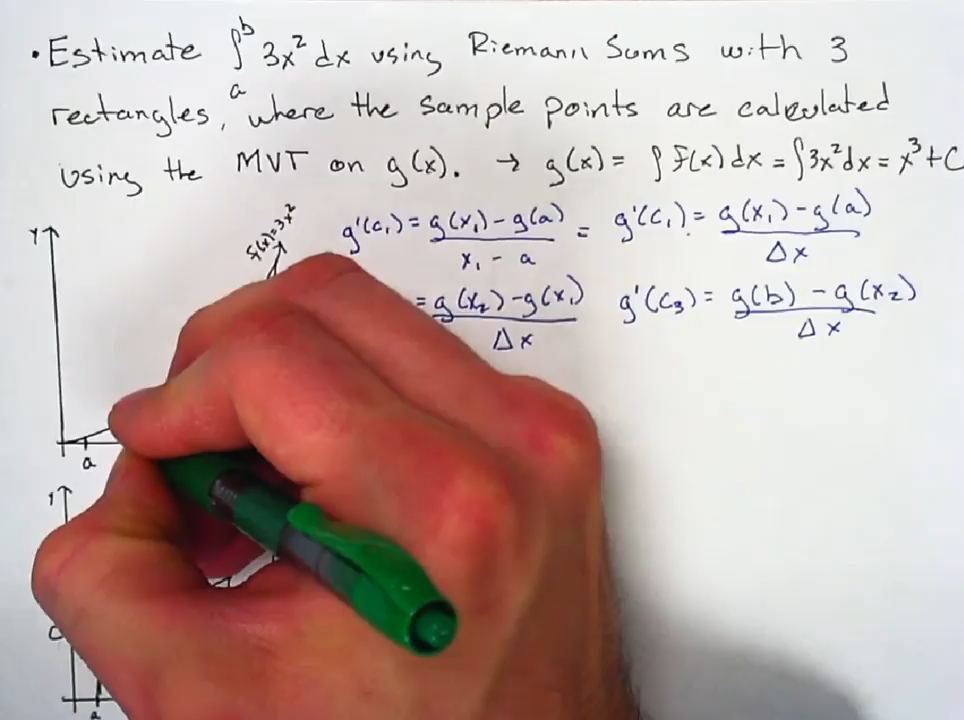 • Estimate ∫ₐᵇ 3x² dx using Riemann Sums with 3
rectangles, where the sample points are calculated
using the MVT on g(x). → g(x) = ∫ f(x) dx = ∫3x² dx = x³ + C
g'(c₁) = g(x₁) - g(a) / x₁ - a = g'(c₁) = g(x₁) - g(a) / Δx
= g(x₂) - g(x₁) / Δx g'(c₃) = g(b) - g(x₂) / Δx
Y
f(x)=3x²
a
Y
C
a